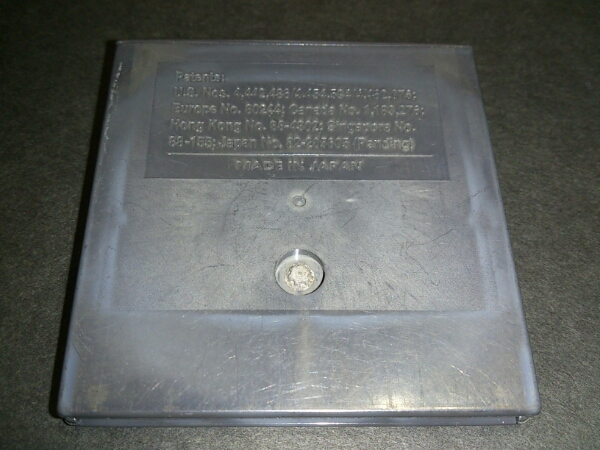 Patents:
U.S. Nos. 4,442,486; 4,454,594; 4,462,076;
Europe No. 80244; Canada No. 1,183,276;
Hong Kong No. 88-4302; Singapore No.
88-155; Japan No. 82-205605 (Pending)
MADE IN JAPAN